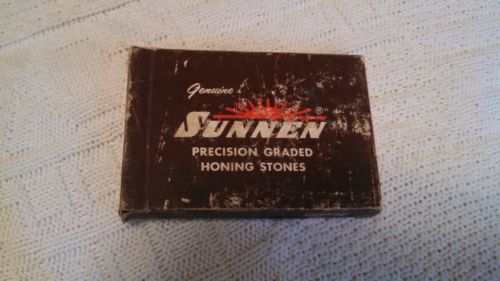 Genuine
SUNNEN®
PRECISION GRADED
HONING STONES